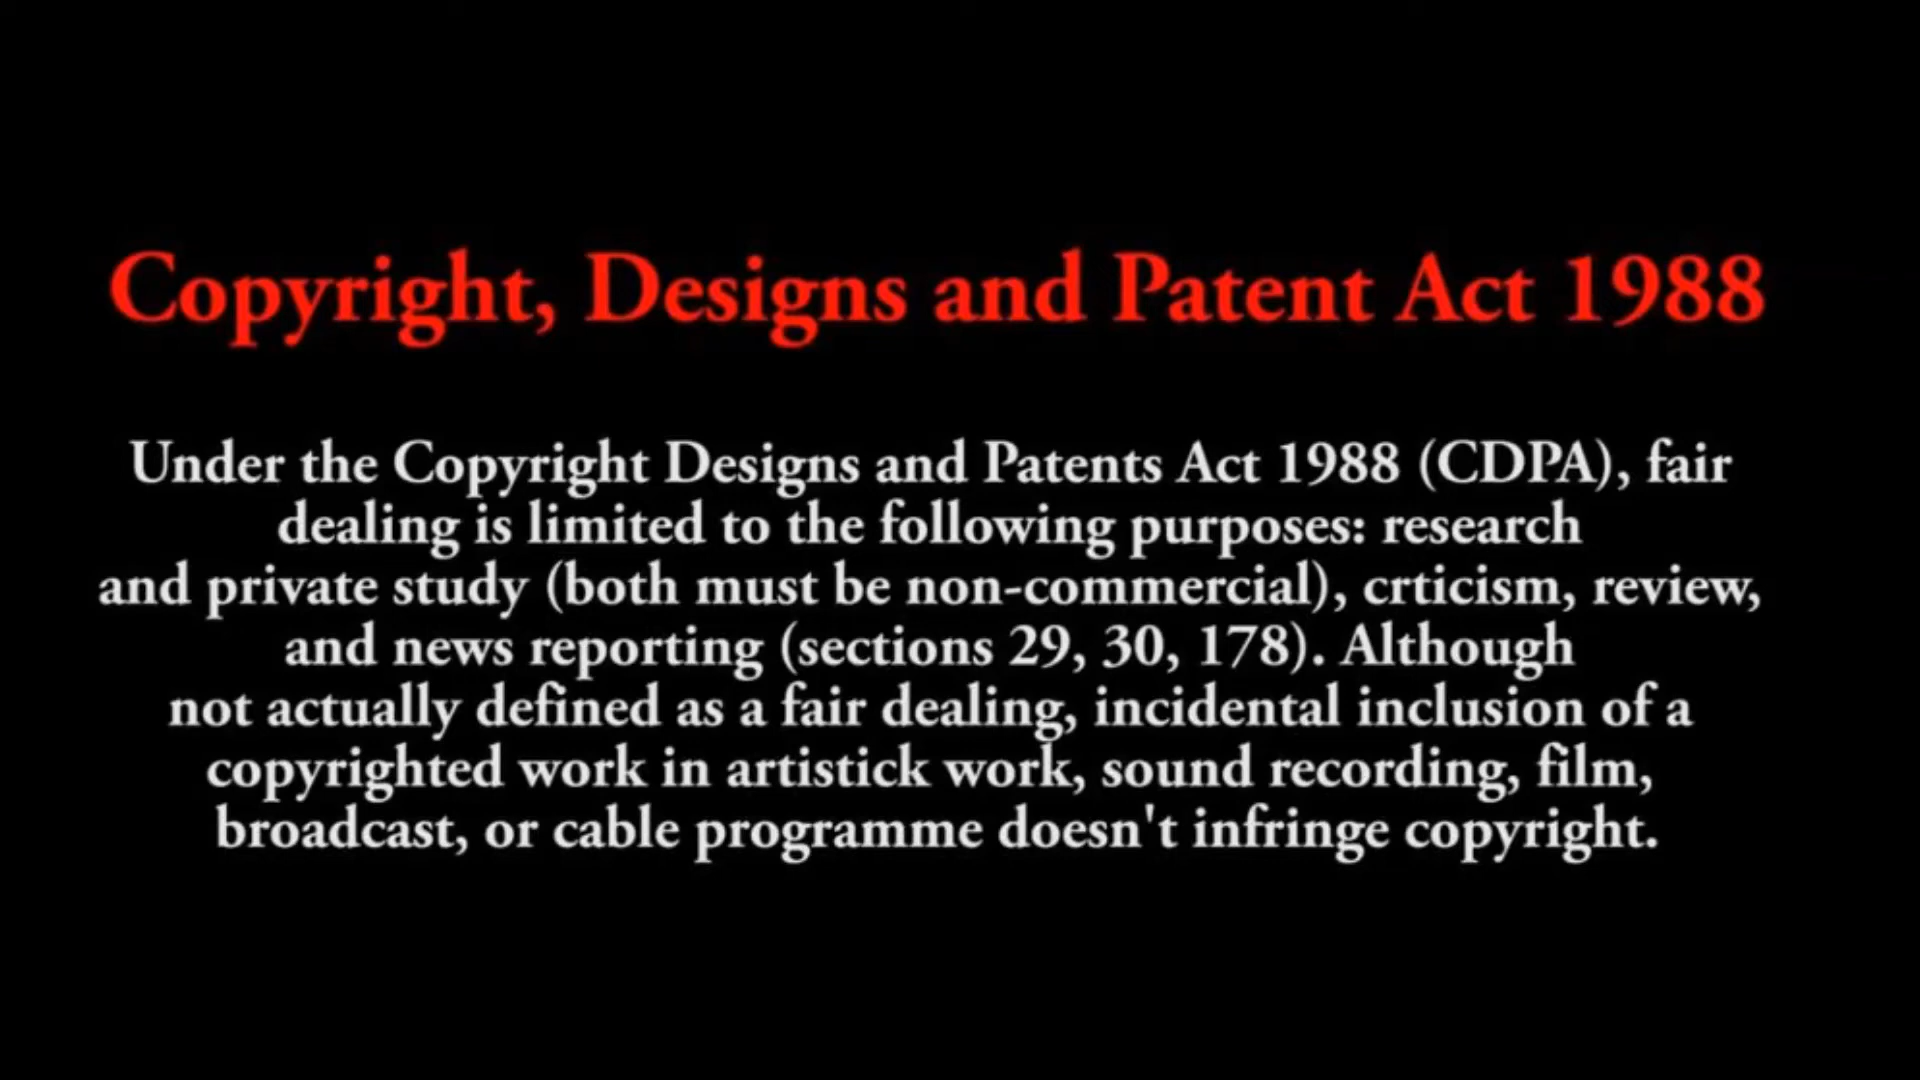 Copyright, Designs and Patent Act 1988
Under the Copyright Designs and Patents Act 1988 (CDPA), fair
dealing is limited to the following purposes: research
and private study (both must be non-commercial), crticism, review,
and news reporting (sections 29, 30, 178). Although
not actually defined as a fair dealing, incidental inclusion of a
copyrighted work in artistick work, sound recording, film,
broadcast, or cable programme doesn't infringe copyright.